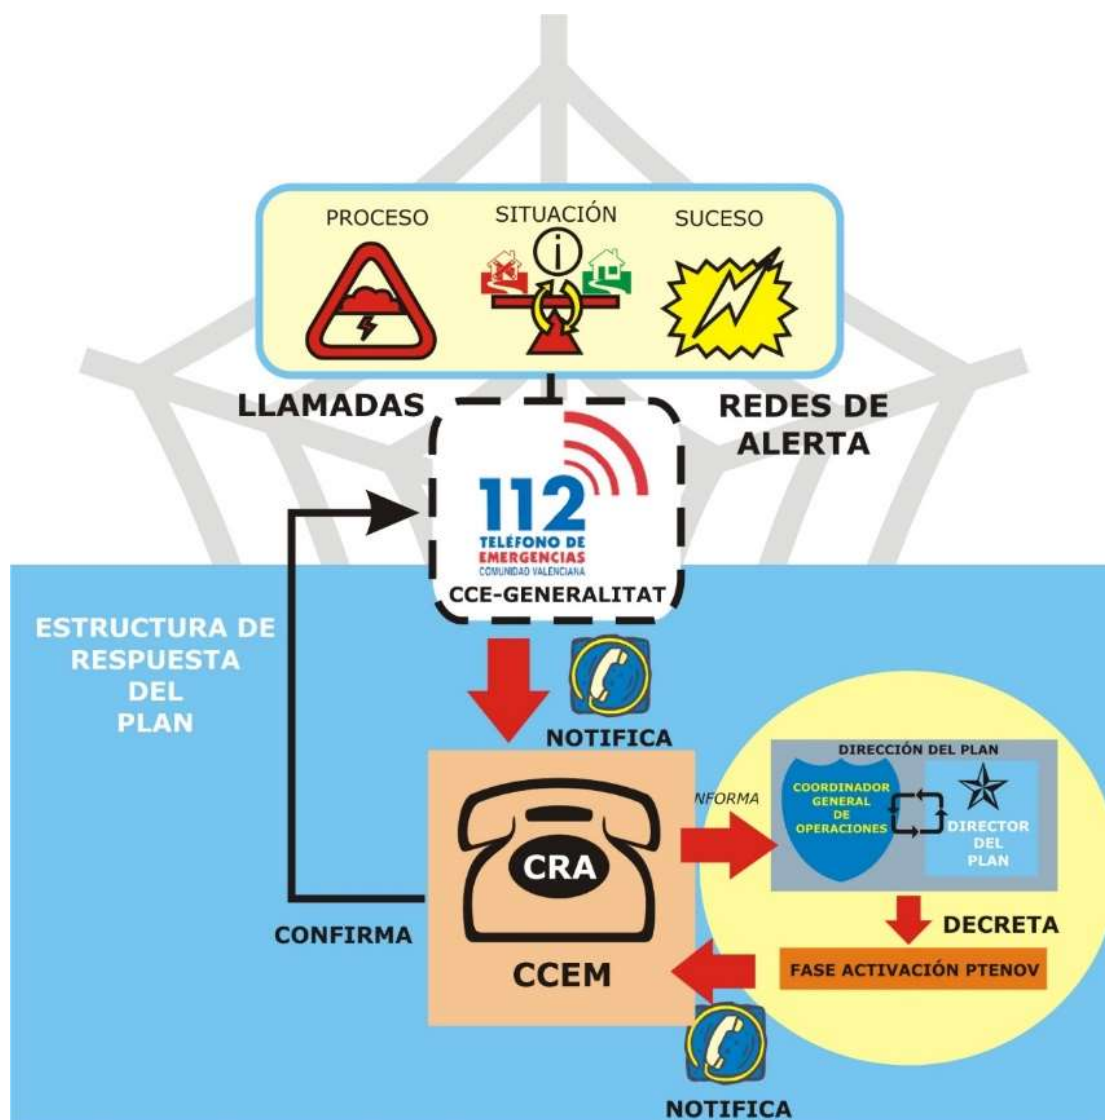 PROCESO
SITUACIÓN
SUCESO
i
LLAMADAS
REDES DE
ALERTA
112
TELÉFONO DE
EMERGENCIAS
COMUNIDAD VALENCIANA
CCE-GENERALITAT
ESTRUCTURA DE
RESPUESTA
DEL
PLAN
NOTIFICA
DIRECCIÓN DEL PLAN
COORDINADOR
GENERAL
DE
OPERACIONES
DIRECTOR
DEL
PLAN
NFORMA
CRA
CONFIRMA
DECRETA
CCEM
FASE ACTIVACIÓN PTENOV
NOTIFICA